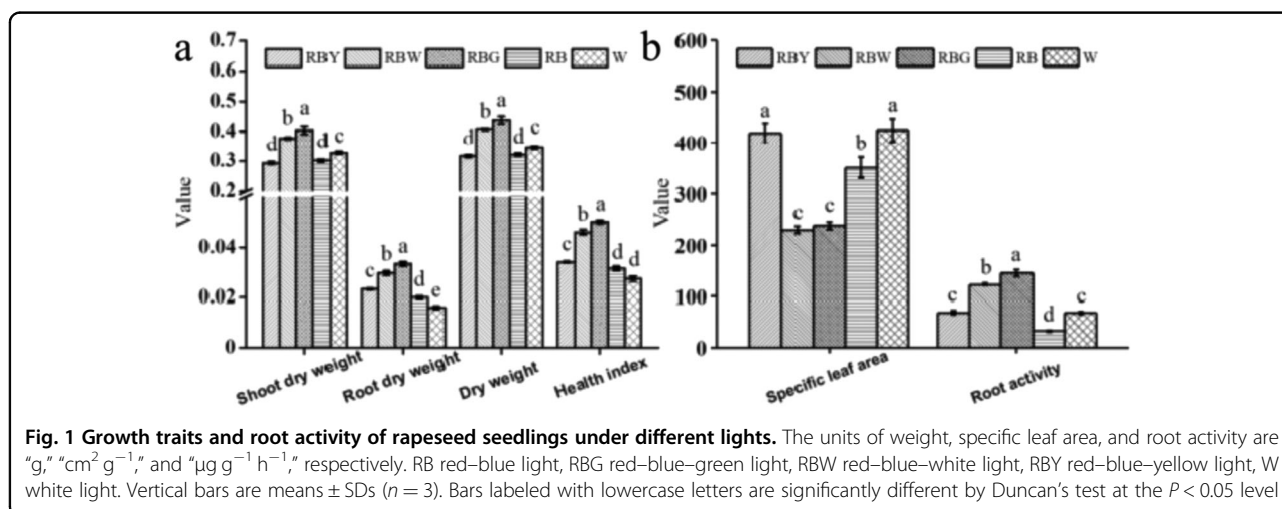 a
RBY RBW RBG RB W
0.7
0.6
0.5
0.4
0.3
0.2
0.04
0.02
0
Value
d b a d c
c b a d e
d b a d c
c b a d d
Shoot dry weight
Root dry weight
Dry weight
Health index
b
RBY RBW RBG RB W
600
500
400
300
200
100
0
Value
a c c b a
c b a d c
Specific leaf area
Root activity
Fig. 1 Growth traits and root activity of rapeseed seedlings under different lights. The units of weight, specific leaf area, and root activity are
“g,” “cm² g⁻¹,” and “μg g⁻¹ h⁻¹,” respectively. RB red–blue light, RBG red–blue–green light, RBW red–blue–white light, RBY red–blue–yellow light, W
white light. Vertical bars are means ± SDs (n = 3). Bars labeled with lowercase letters are significantly different by Duncan’s test at the P < 0.05 level